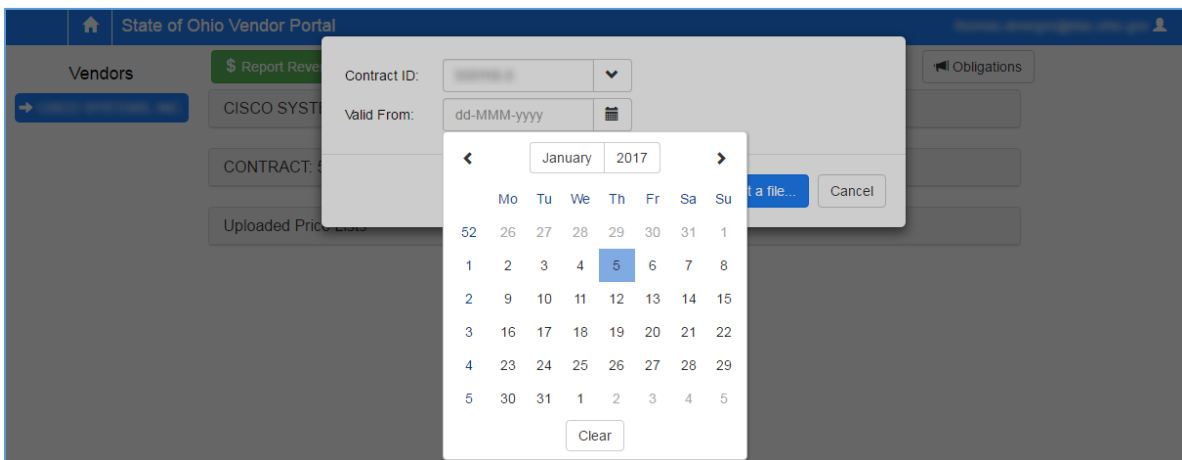 State of Ohio Vendor Portal
Vendors
$ Report Reve
Obligations
CISCO SYST
CONTRACT: 5
Uploaded Price Lists
Contract ID:
Valid From: dd-MMM-yyyy
January 2017
Mo Tu We Th Fr Sa Su
52 26 27 28 29 30 31 1
1 2 3 4 5 6 7 8
2 9 10 11 12 13 14 15
3 16 17 18 19 20 21 22
4 23 24 25 26 27 28 29
5 30 31 1 2 3 4 5
Clear
t a file...
Cancel